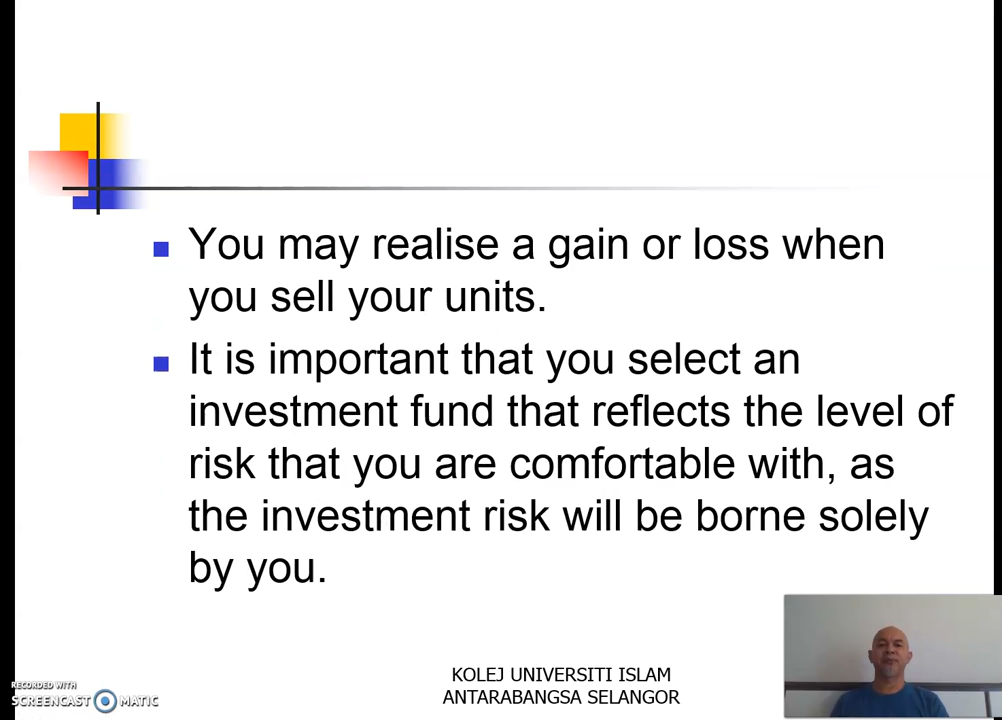 You may realise a gain or loss when
you sell your units.
It is important that you select an
investment fund that reflects the level of
risk that you are comfortable with, as
the investment risk will be borne solely
by you.
KOLEJ UNIVERSITI ISLAM
ANTARABANGSA SELANGOR
RECORDED WITH
SCREENCAST MATIC